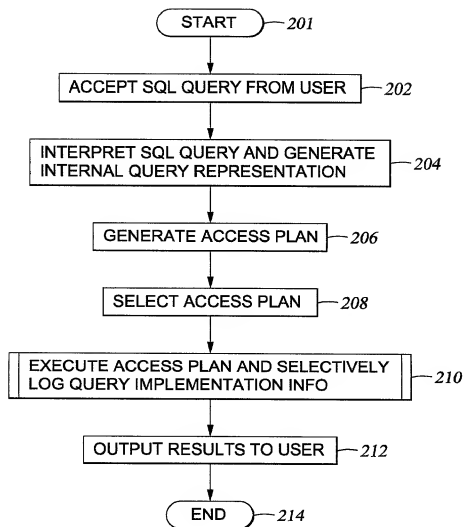 START 201
ACCEPT SQL QUERY FROM USER 202
INTERPRET SQL QUERY AND GENERATE
INTERNAL QUERY REPRESENTATION 204
GENERATE ACCESS PLAN 206
SELECT ACCESS PLAN 208
EXECUTE ACCESS PLAN AND SELECTIVELY
LOG QUERY IMPLEMENTATION INFO 210
OUTPUT RESULTS TO USER 212
END 214